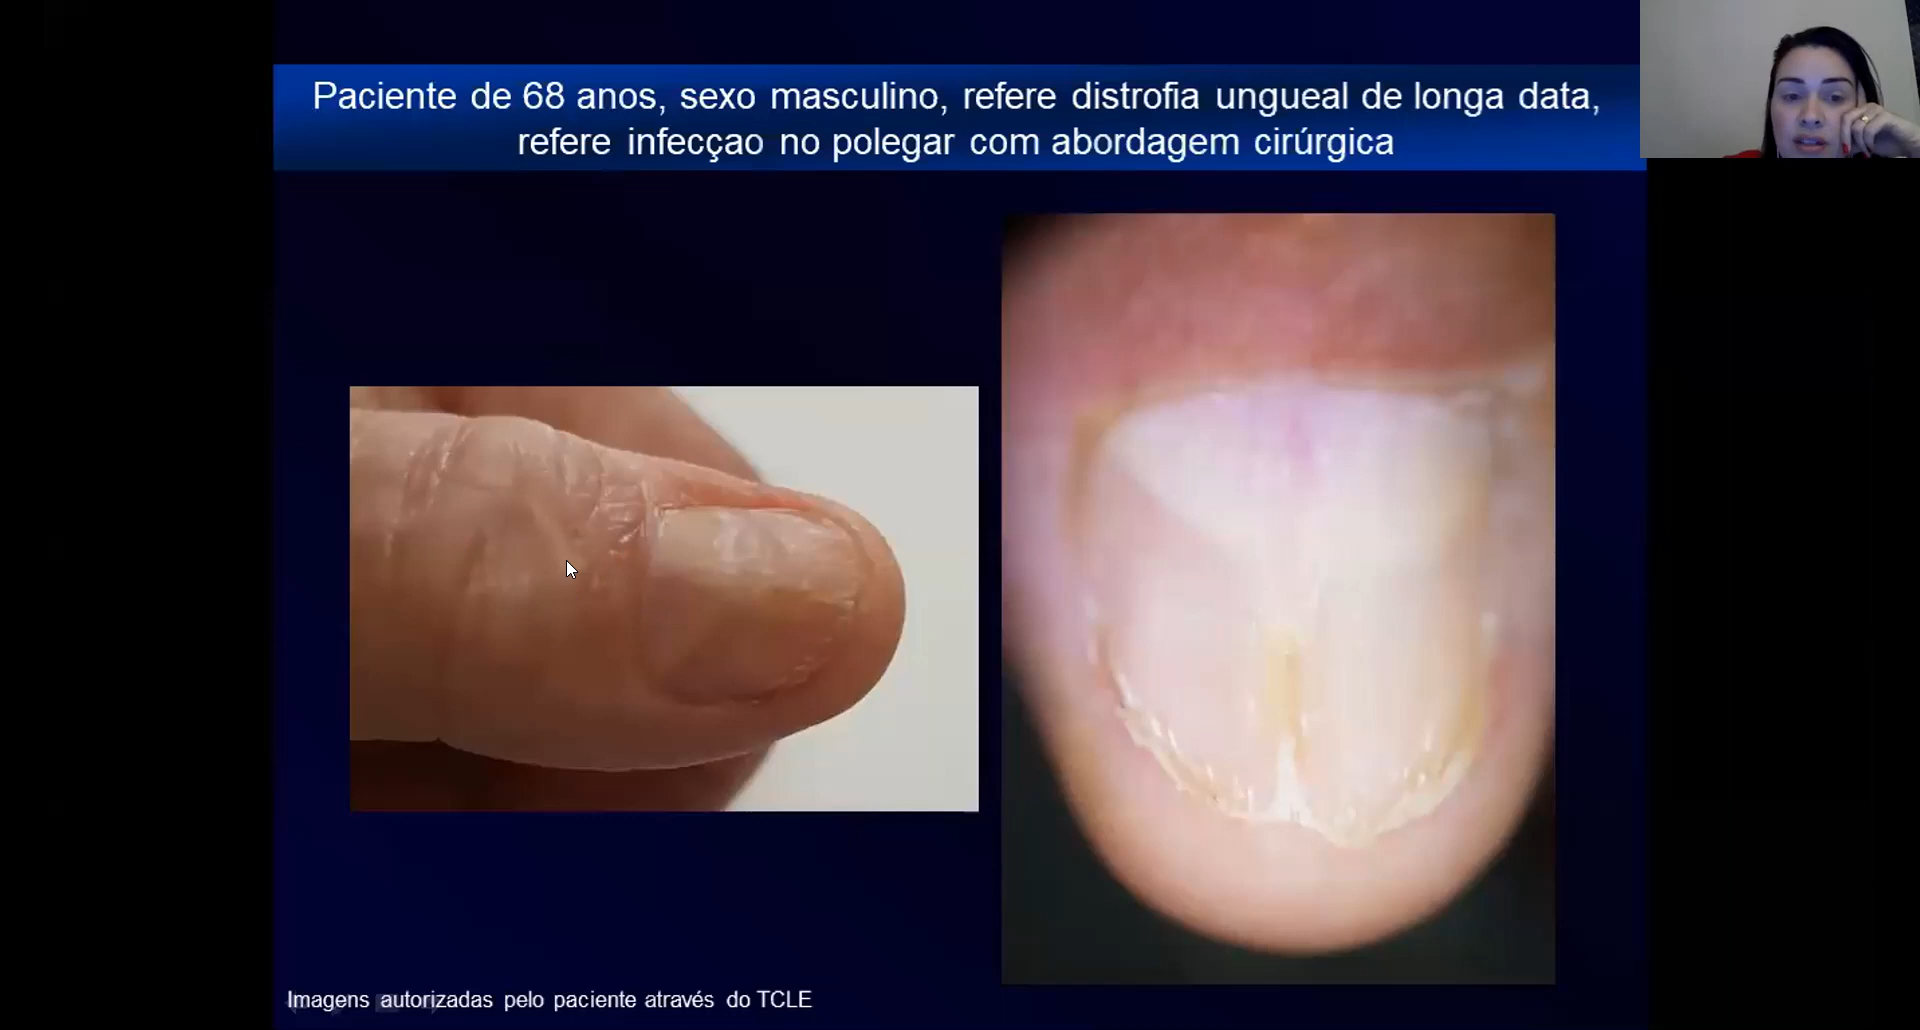 Paciente de 68 anos, sexo masculino, refere distrofia ungueal de longa data,
refere infecçao no polegar com abordagem cirúrgica
Imagens autorizadas pelo paciente através do TCLE